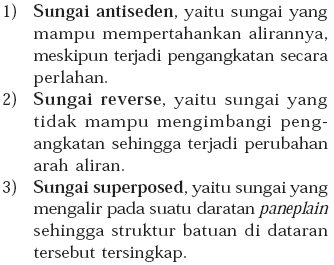 1) Sungai antiseden, yaitu sungai yang
mampu mempertahankan alirannya,
meskipun terjadi pengangkatan secara
perlahan.
2) Sungai reverse, yaitu sungai yang
tidak mampu mengimbangi peng-
angkatan sehingga terjadi perubahan
arah aliran.
3) Sungai superposed, yaitu sungai yang
mengalir pada suatu daratan paneplain
sehingga struktur batuan di dataran
tersebut tersingkap.